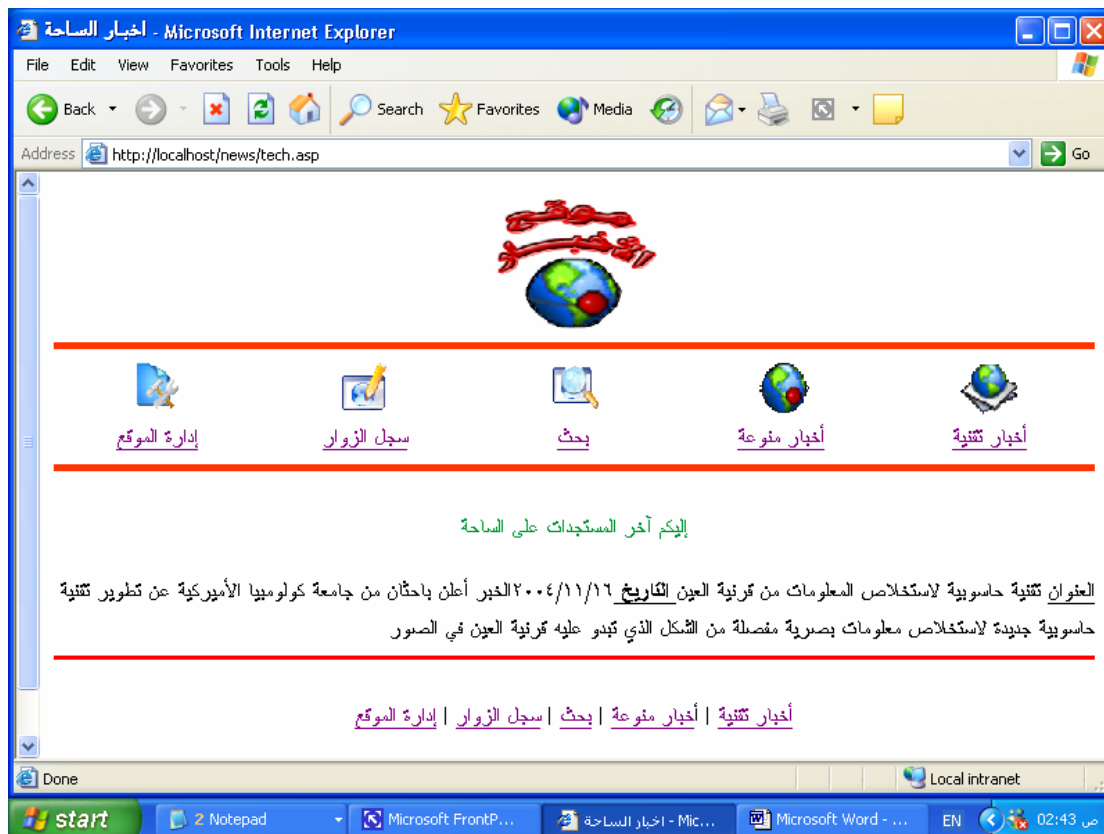 اخبار الساحة - Microsoft Internet Explorer
File Edit View Favorites Tools Help
Back Search Favorites Media
Address http://localhost/news/tech.asp Go
موقع
الأخبار
أخبار تقنية أخبار منوعة بحث سجل الزوار إدارة الموقع
إليكم آخر المستجدات على الساحة
العنوان تقنية حاسوبية لاستخلاص المعلومات من قرنية العين التاريخ ٢٠٠٤/١١/١٦الخبر أعلن باحثان من جامعة كولومبيا الأميركية عن تطوير تقنية
حاسوبية جديدة لاستخلاص معلومات بصرية مفصلة من الشكل الذي تبدو عليه قرنية العين في الصور
أخبار تقنية | أخبار منوعة | بحث | سجل الزوار | إدارة الموقع
Done Local intranet
start 2 Notepad Microsoft FrontP... اخبار الساحة - Mic... Microsoft Word - ... EN 02:43 ص